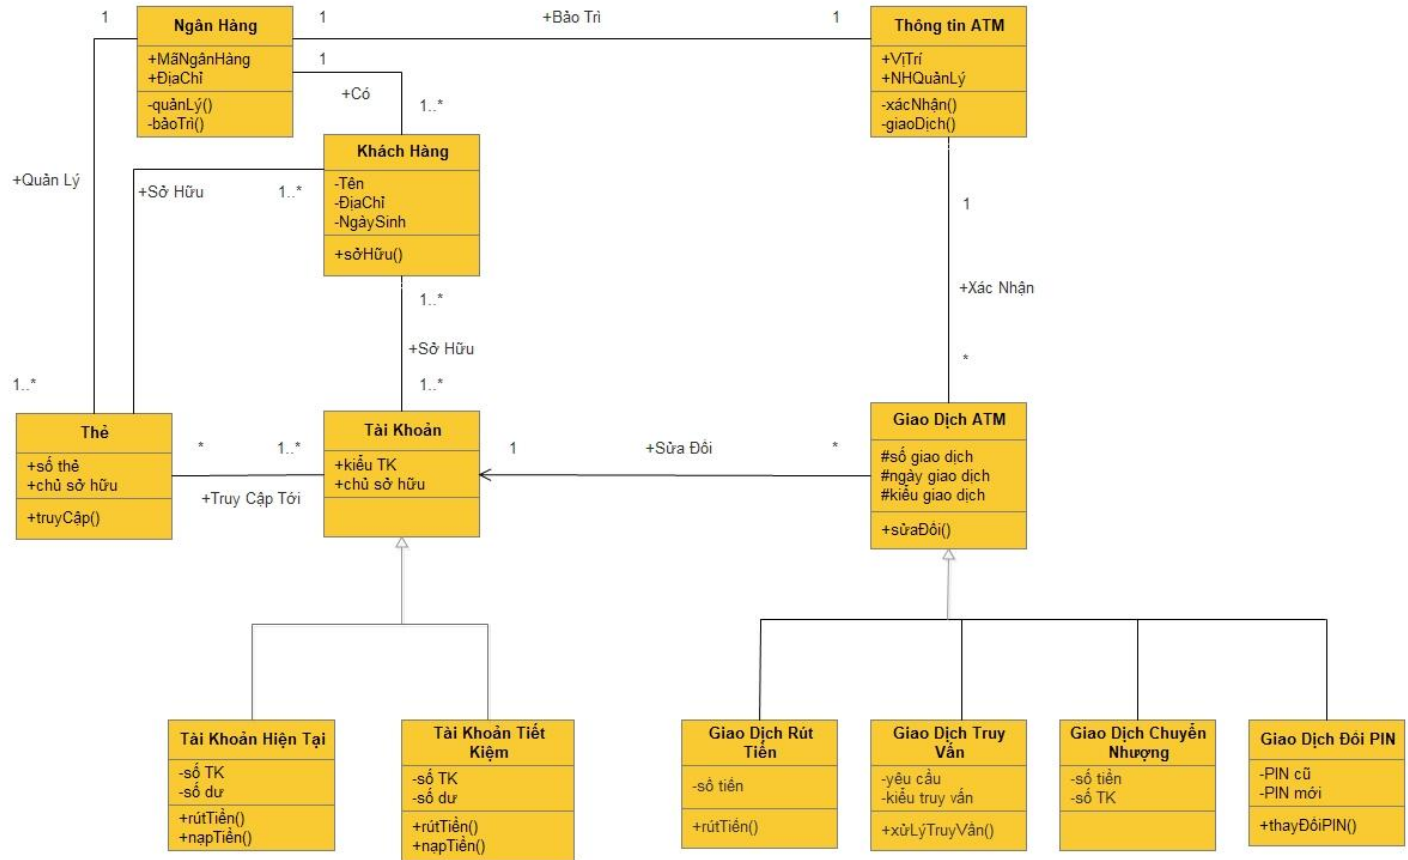 1
Ngân Hàng
+MãNgânHàng
+ĐịaChỉ
-quảnLý()
-bảoTrì()
1
+Bảo Trì
1
Thông tin ATM
+VịTrí
+NHQuảnLý
-xácNhận()
-giaoDịch()
1
+Có
1..*
Khách Hàng
-Tên
-ĐịaChỉ
-NgàySinh
+sởHữu()
+Quản Lý
+Sở Hữu
1..*
1
+Xác Nhận
*
1..*
+Sở Hữu
1..*
1..*
Thẻ
+số thẻ
+chủ sở hữu
+truyCập()
*
1..*
+Truy Cập Tới
Tài Khoản
+kiểu TK
+chủ sở hữu
1
+Sửa Đổi
*
Giao Dịch ATM
#số giao dịch
#ngày giao dịch
#kiểu giao dịch
+sửaĐổi()
Tài Khoản Hiện Tại
-số TK
-số dư
+rútTiền()
+nạpTiền()
Tài Khoản Tiết
Kiệm
-số TK
-số dư
+rútTiền()
+nạpTiền()
Giao Dịch Rút
Tiền
-số tiền
+rútTiền()
Giao Dịch Truy
Vấn
-yêu cầu
-kiểu truy vấn
+xửLýTruyVấn()
Giao Dịch Chuyển
Nhượng
-số tiền
-số TK
Giao Dịch Đổi PIN
-PIN cũ
-PIN mới
+thayĐổiPIN()